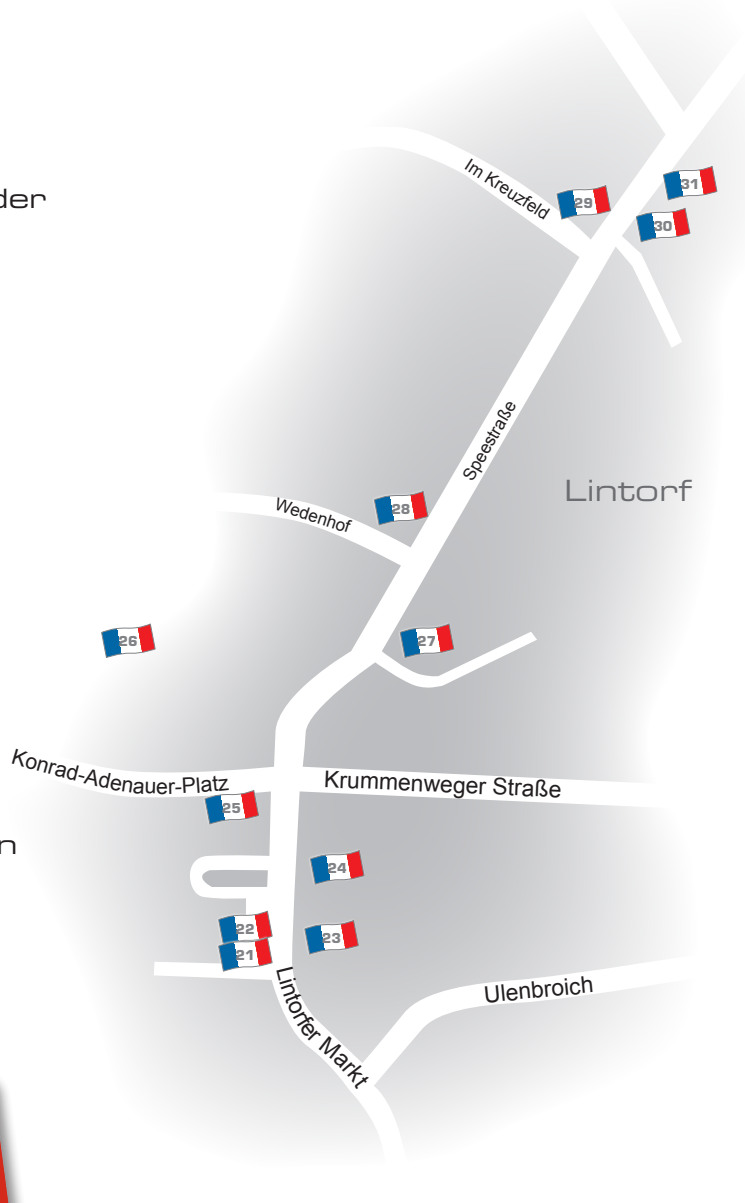 der
Im Kreuzfeld
29
31
30
Speestraße
Lintorf
Wedenhof
28
26
27
Konrad-Adenauer-Platz
Krummenweger Straße
25
n
24
22
23
21
Lintorfer Markt
Ulenbroich